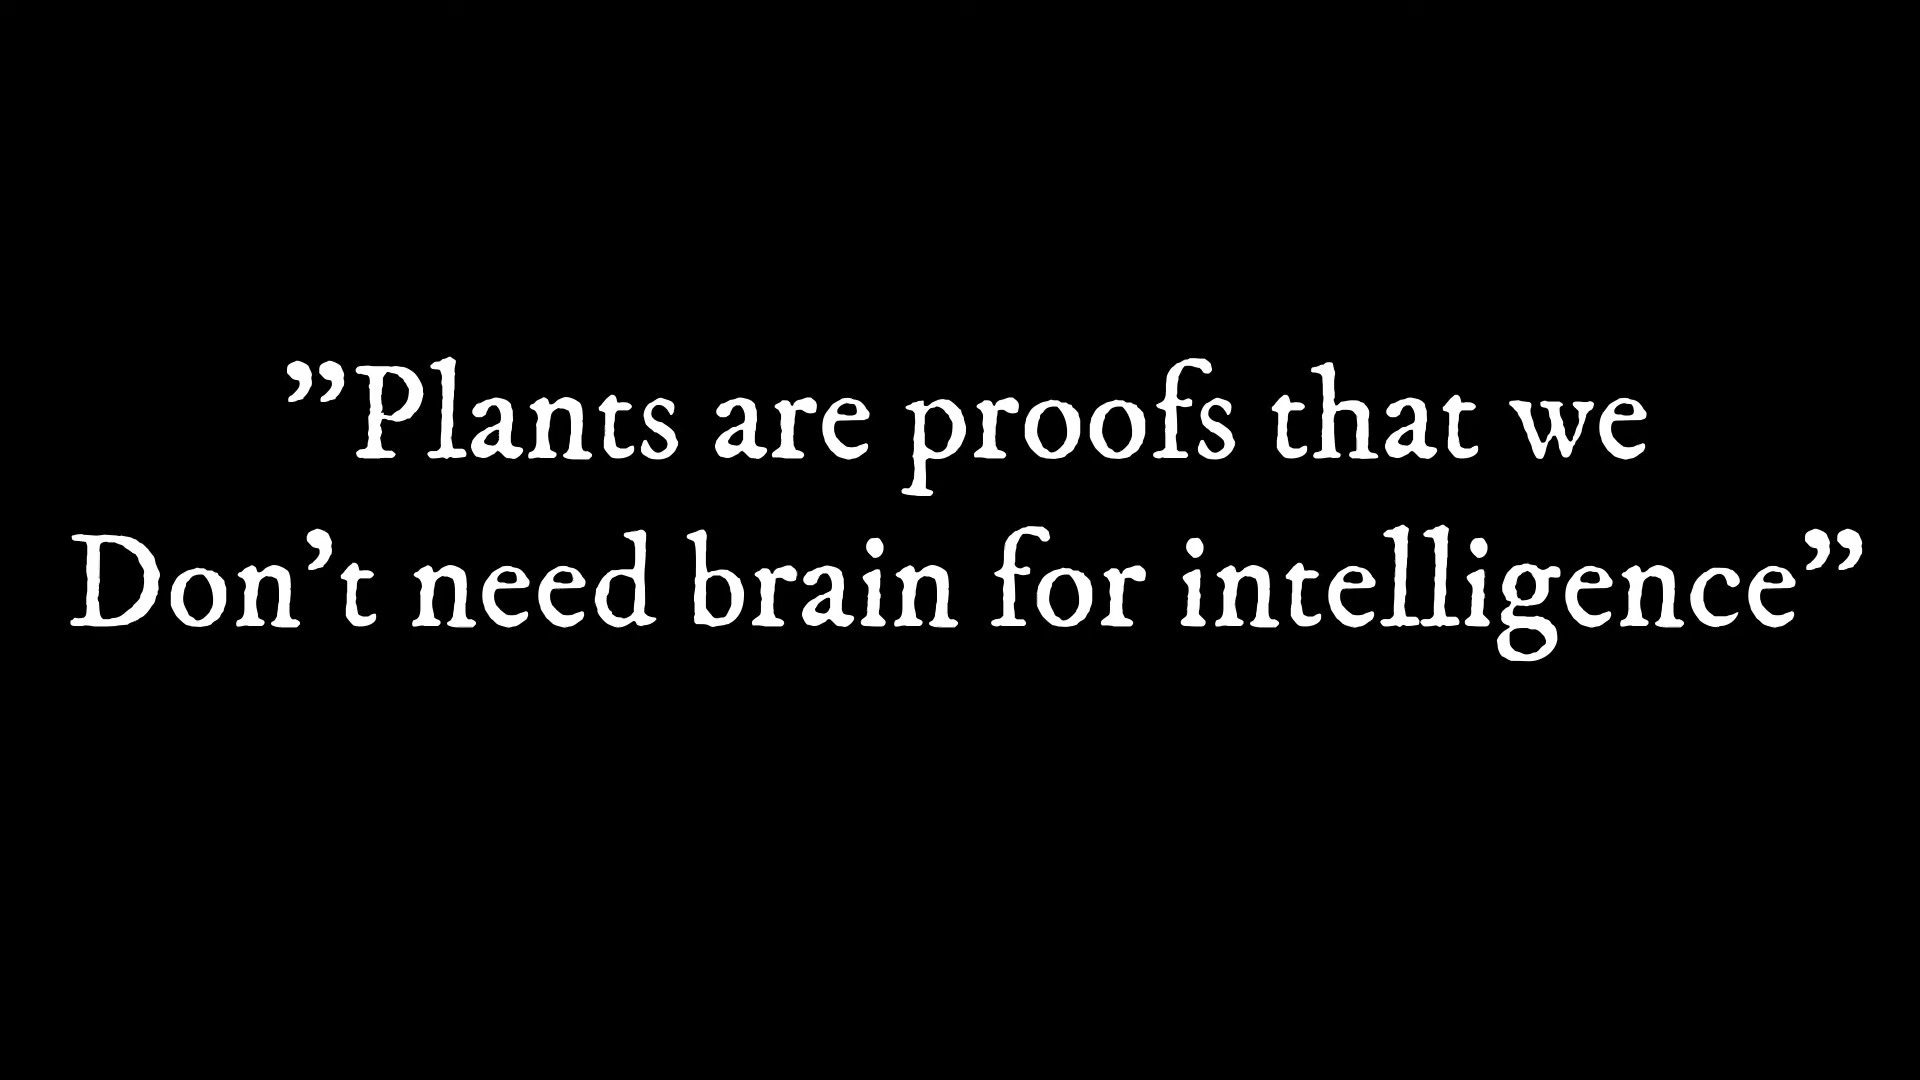 ”Plants are proofs that we
Don’t need brain for intelligence”